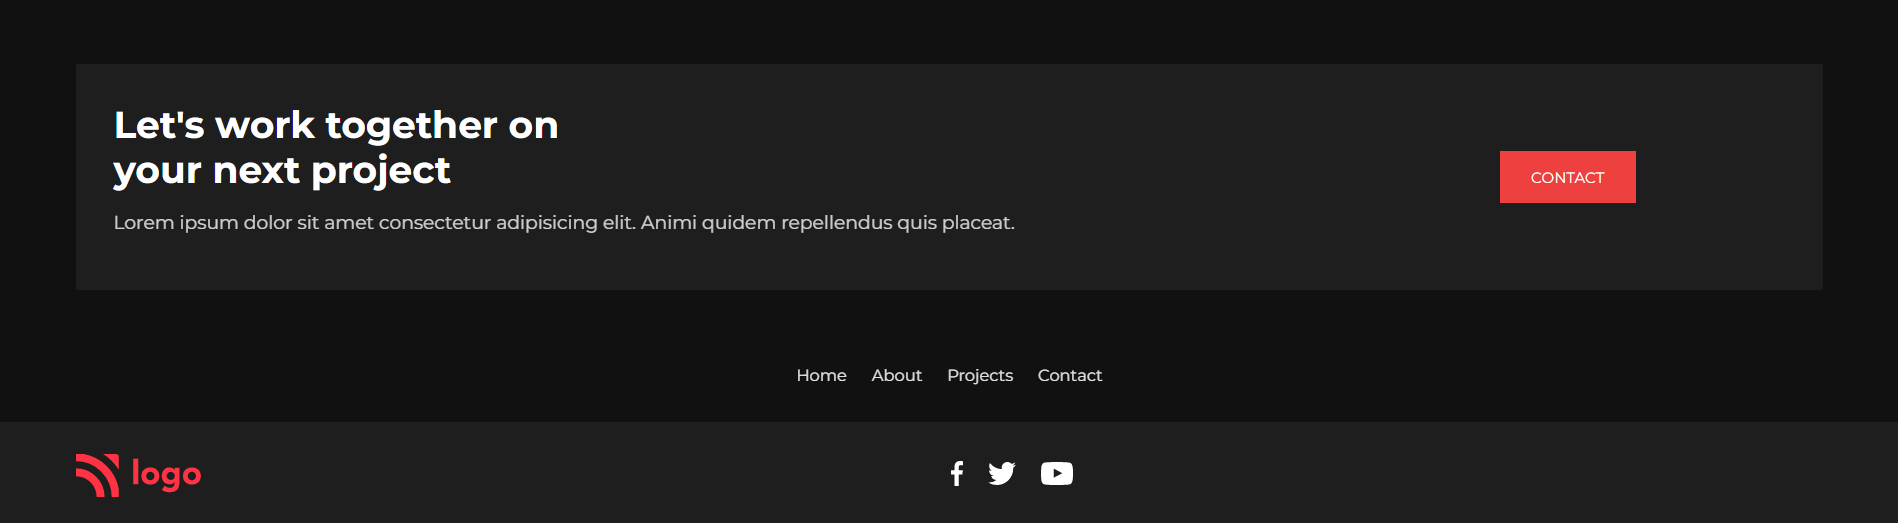 Let's work together on
your next project
Lorem ipsum dolor sit amet consectetur adipisicing elit. Animi quidem repellendus quis placeat.
CONTACT
Home About Projects Contact
logo